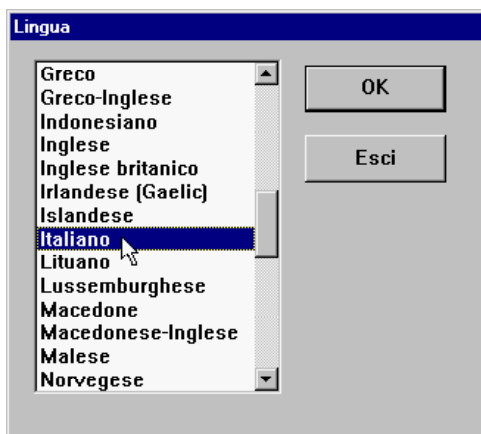 Lingua
Greco
Greco-Inglese
Indonesiano
Inglese
Inglese britanico
Irlandese (Gaelic)
Islandese
Italiano
Lituano
Lussemburghese
Macedone
Macedonese-Inglese
Malese
Norvegese
OK
Esci